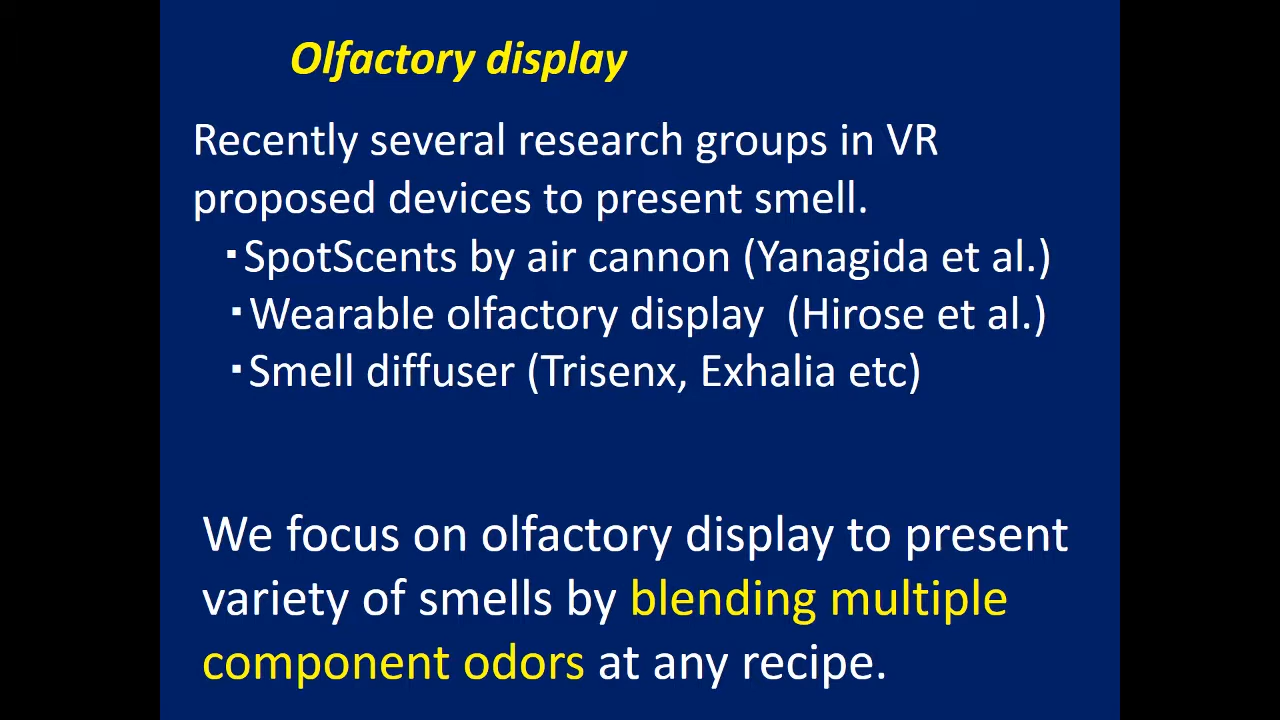 Olfactory display
Recently several research groups in VR
proposed devices to present smell.
・SpotScents by air cannon (Yanagida et al.)
・Wearable olfactory display (Hirose et al.)
・Smell diffuser (Trisenx, Exhalia etc)
We focus on olfactory display to present
variety of smells by blending multiple
component odors at any recipe.